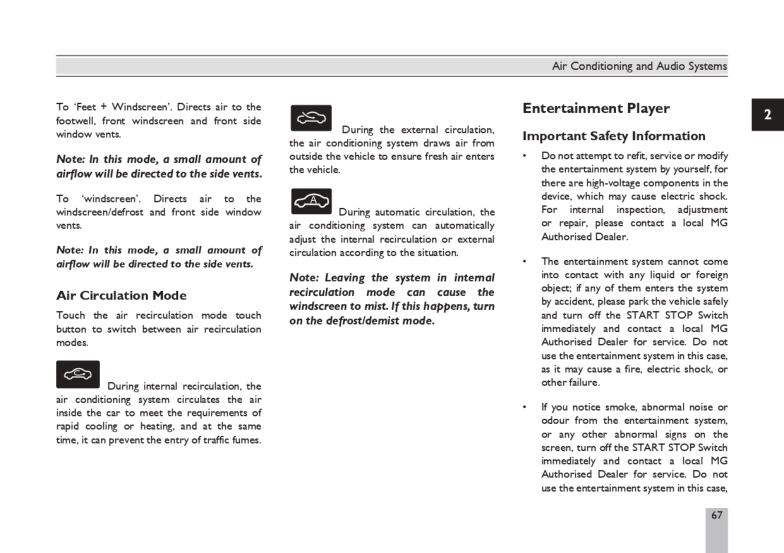 Air Conditioning and Audio Systems
2
To ‘Feet + Windscreen’. Directs air to the
footwell, front windscreen and front side
window vents.
Note: In this mode, a small amount of
airflow will be directed to the side vents.
To ‘windscreen’. Directs air to the
windscreen/defrost and front side window
vents.
Note: In this mode, a small amount of
airflow will be directed to the side vents.
Air Circulation Mode
Touch the air recirculation mode touch
button to switch between air recirculation
modes.
During internal recirculation, the
air conditioning system circulates the air
inside the car to meet the requirements of
rapid cooling or heating, and at the same
time, it can prevent the entry of traffic fumes.
During the external circulation,
the air conditioning system draws air from
outside the vehicle to ensure fresh air enters
the vehicle.
A
During automatic circulation, the
air conditioning system can automatically
adjust the internal recirculation or external
circulation according to the situation.
Note: Leaving the system in internal
recirculation mode can cause the
windscreen to mist. If this happens, turn
on the defrost/demist mode.
Entertainment Player
Important Safety Information
• Do not attempt to refit, service or modify
the entertainment system by yourself, for
there are high-voltage components in the
device, which may cause electric shock.
For internal inspection, adjustment
or repair, please contact a local MG
Authorised Dealer.
• The entertainment system cannot come
into contact with any liquid or foreign
object; if any of them enters the system
by accident, please park the vehicle safely
and turn off the START STOP Switch
immediately and contact a local MG
Authorised Dealer for service. Do not
use the entertainment system in this case,
as it may cause a fire, electric shock, or
other failure.
• If you notice smoke, abnormal noise or
odour from the entertainment system,
or any other abnormal signs on the
screen, turn off the START STOP Switch
immediately and contact a local MG
Authorised Dealer for service. Do not
use the entertainment system in this case,
67